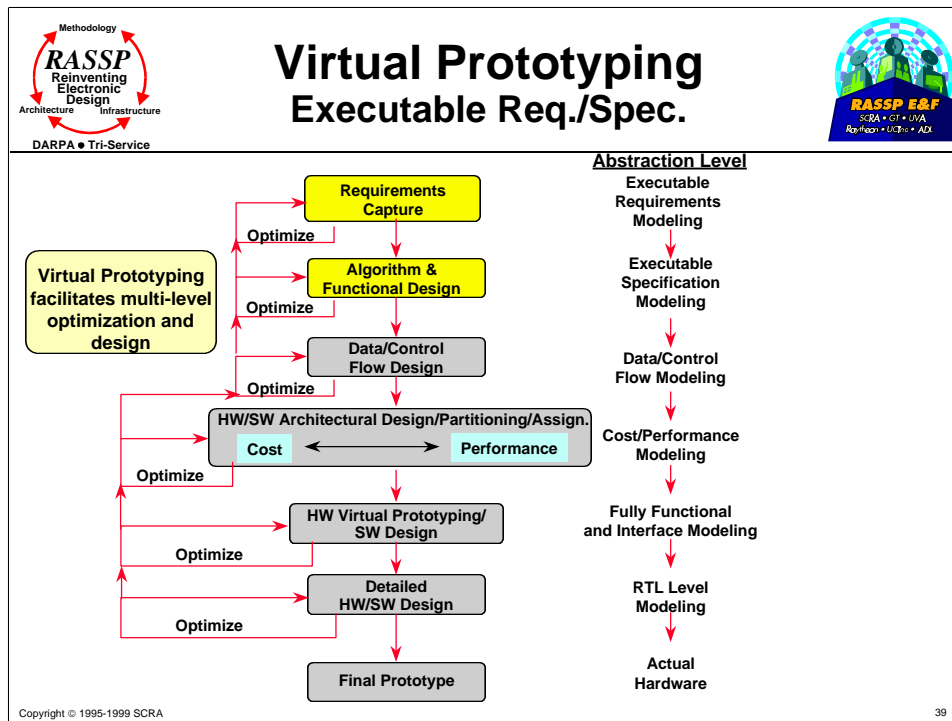 Methodology
RASSP
Reinventing
Electronic
Design
Architecture
Infrastructure
DARPA • Tri-Service
Virtual Prototyping
Executable Req./Spec.
RASSP E&F
SCRA • GT • UVA
Raytheon • UCinc • ADL
Abstraction Level
Requirements
Capture
Executable
Requirements
Modeling
Optimize
Virtual Prototyping
facilitates multi-level
optimization and
design
Algorithm &
Functional Design
Executable
Specification
Modeling
Optimize
Data/Control
Flow Design
Data/Control
Flow Modeling
Optimize
HW/SW Architectural Design/Partitioning/Assign.
Cost
Performance
Cost/Performance
Modeling
Optimize
HW Virtual Prototyping/
SW Design
Fully Functional
and Interface Modeling
Optimize
Detailed
HW/SW Design
RTL Level
Modeling
Optimize
Final Prototype
Actual
Hardware
Copyright © 1995-1999 SCRA
39